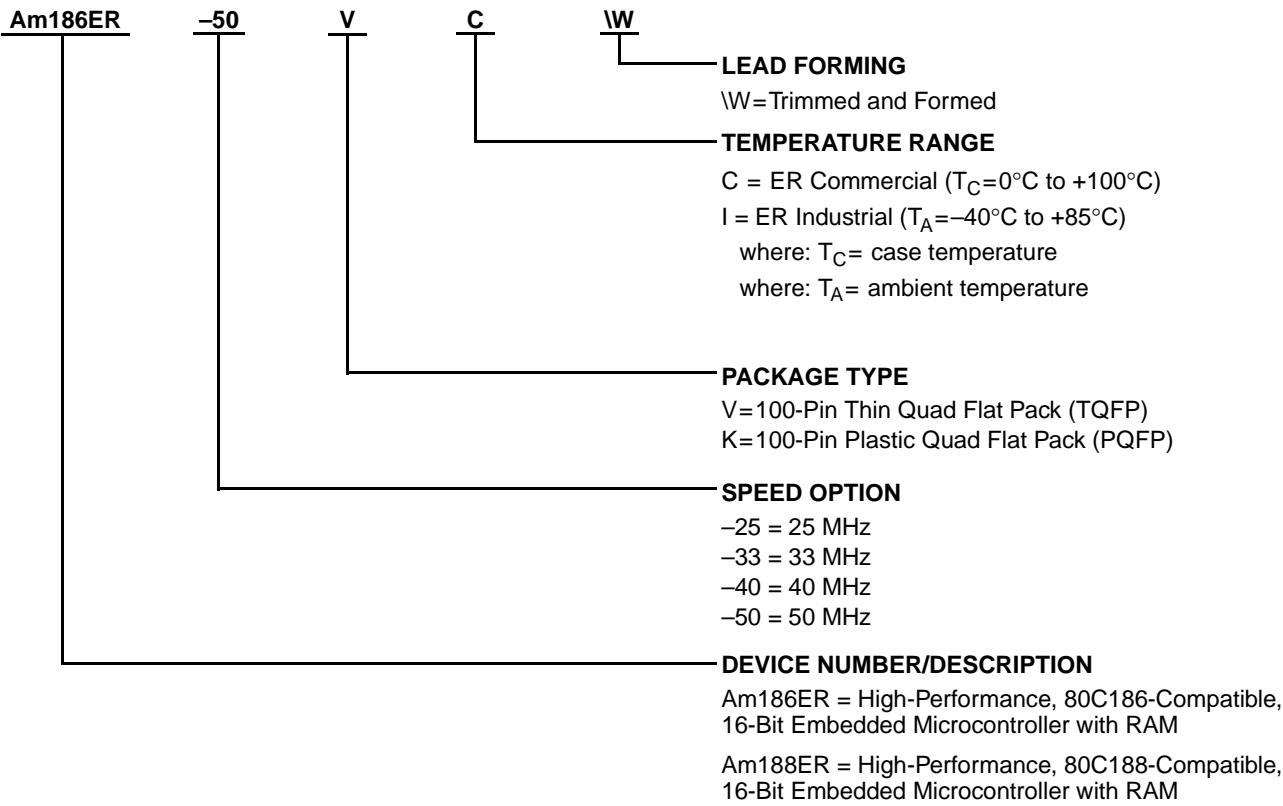 Am186ER –50 V C \W
LEAD FORMING
\W=Trimmed and Formed
TEMPERATURE RANGE
C = ER Commercial (TC=0°C to +100°C)
I = ER Industrial (TA=–40°C to +85°C)
where: TC= case temperature
where: TA= ambient temperature
PACKAGE TYPE
V=100-Pin Thin Quad Flat Pack (TQFP)
K=100-Pin Plastic Quad Flat Pack (PQFP)
SPEED OPTION
–25 = 25 MHz
–33 = 33 MHz
–40 = 40 MHz
–50 = 50 MHz
DEVICE NUMBER/DESCRIPTION
Am186ER = High-Performance, 80C186-Compatible,
16-Bit Embedded Microcontroller with RAM
Am188ER = High-Performance, 80C188-Compatible,
16-Bit Embedded Microcontroller with RAM